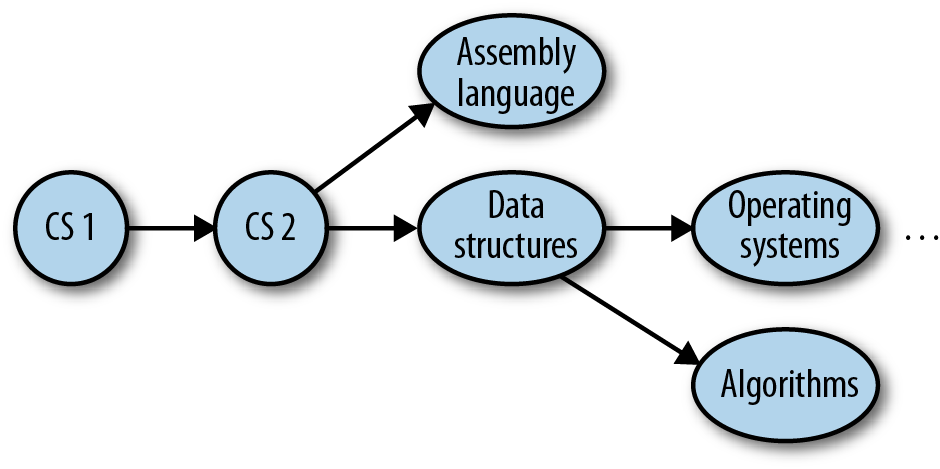 Assembly
language
CS 1
CS 2
Data
structures
Operating
systems
...
Algorithms